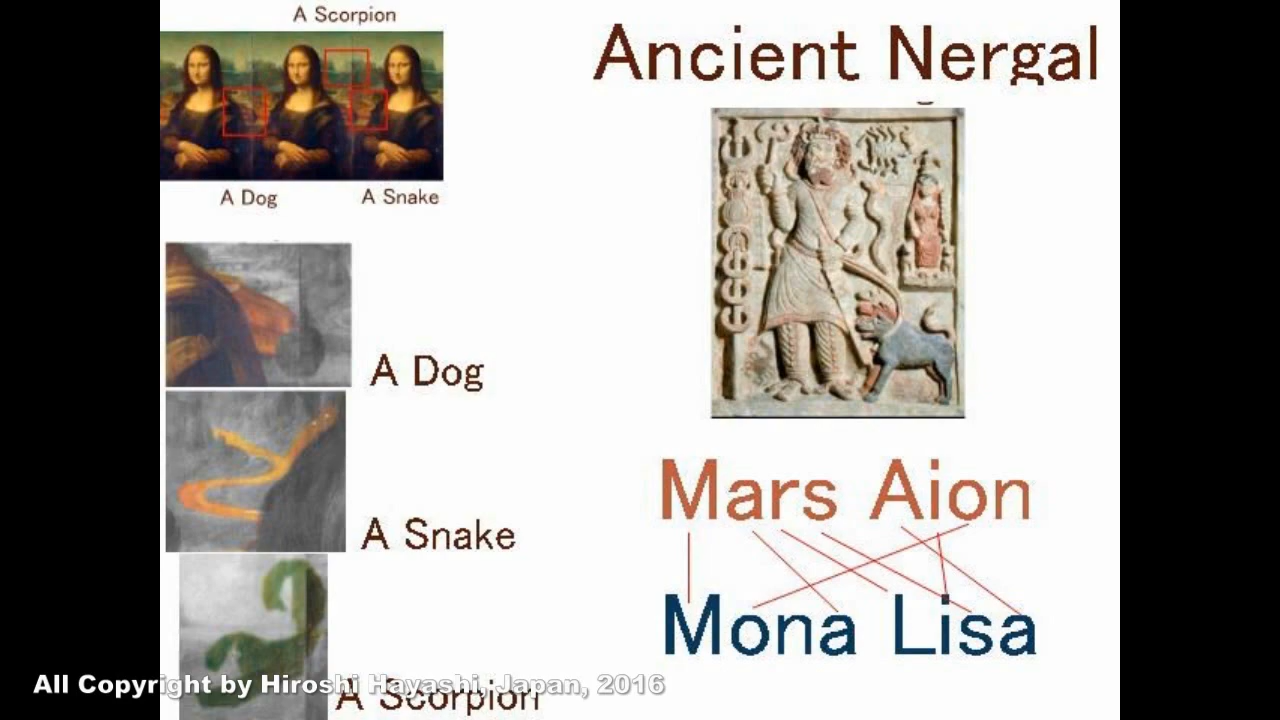 A Scorpion
A Dog
A Snake
A Dog
A Snake
A Scorpion
Ancient Nergal
Mars Aion
Mona Lisa
All Copyright by Hiroshi Hayashi, Japan, 2016